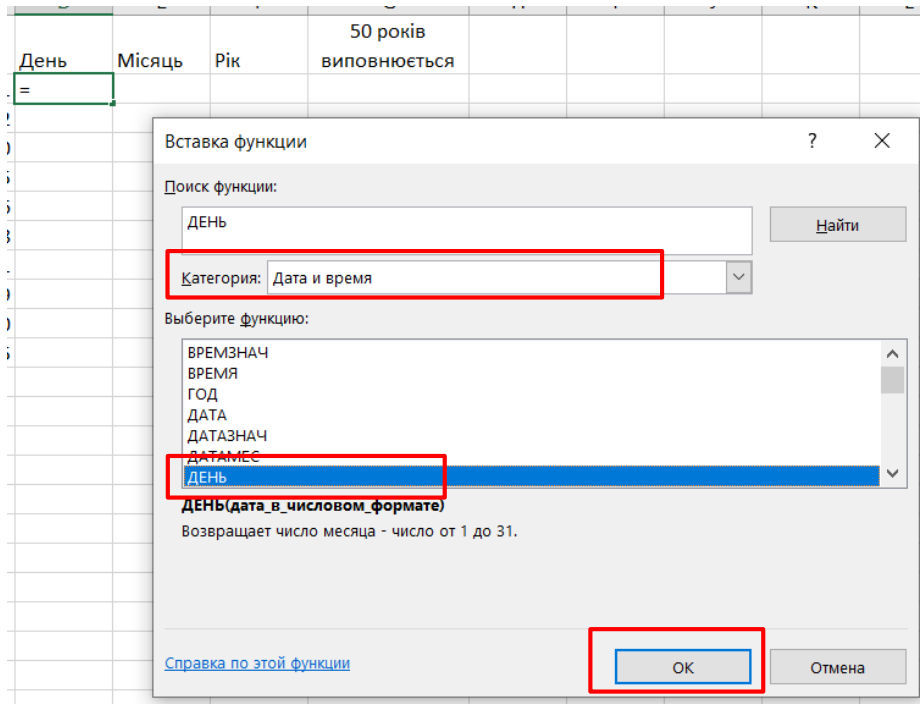 50 років
День Місяць Рік виповнюється
=
Вставка функции ?
Поиск функции:
ДЕНЬ
Найти
Категория: Дата и время
Выберите функцию:
ВРЕМЗНАЧ
ВРЕМЯ
ГОД
ДАТА
ДАТАЗНАЧ
ДАТАМЕС
ДЕНЬ
ДЕНЬ(дата_в_числовом_формате)
Возвращает число месяца - число от 1 до 31.
Справка по этой функции
ОК Отмена